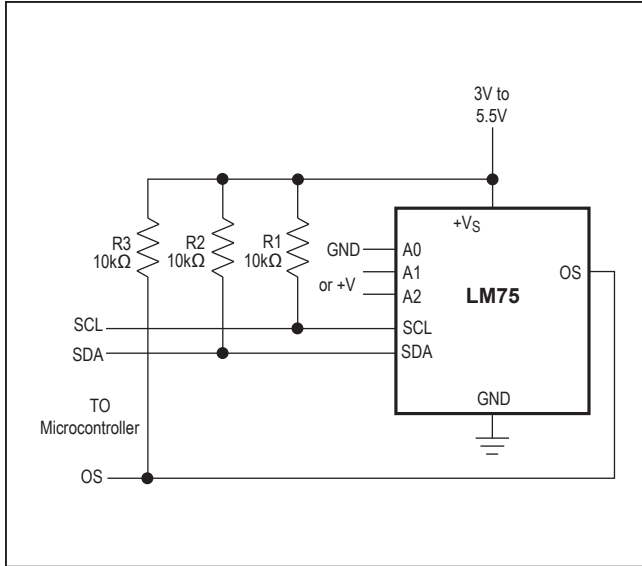 3V to
5.5V
+VS
R3
10kΩ
R2
10kΩ
R1
10kΩ
GND
or +V
A0
A1
A2
LM75
OS
SCL
SCL
SDA
SDA
TO
Microcontroller
GND
OS